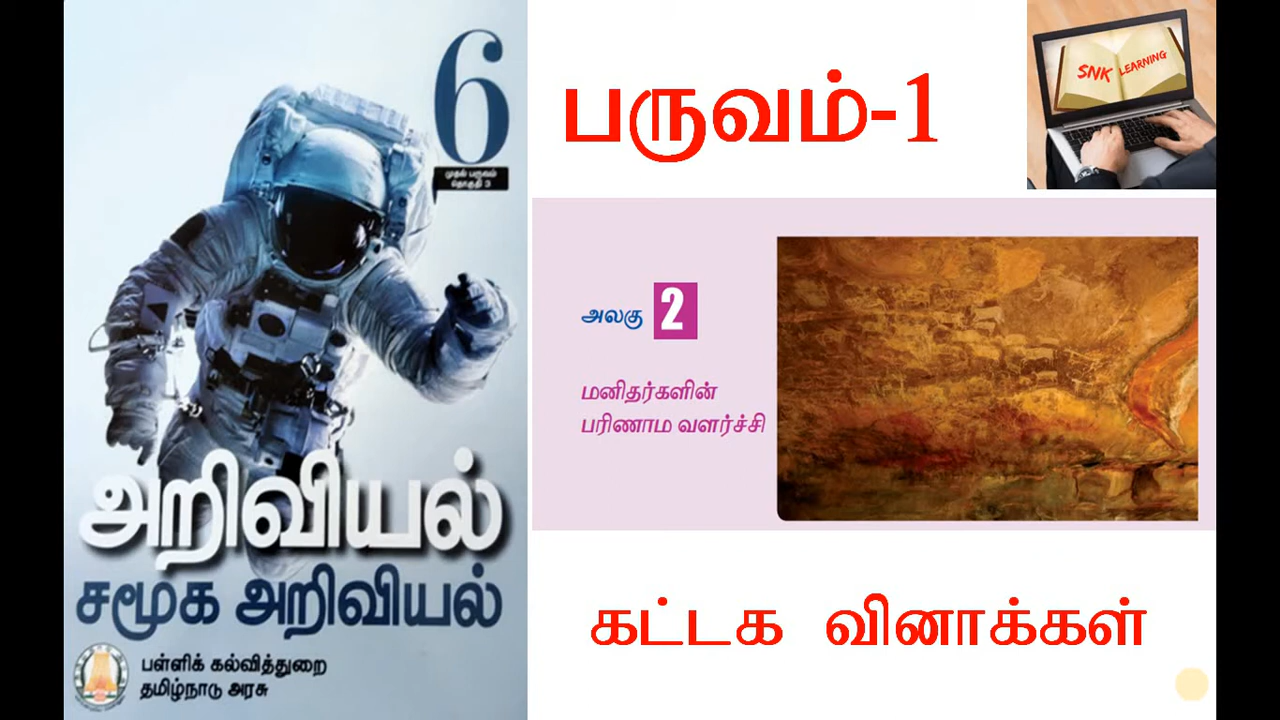 6
முதல் பருவம்
தொகுதி 3
அறிவியல்
சமூக அறிவியல்
பள்ளிக் கல்வித்துறை
தமிழ்நாடு அரசு
பருவம்-1
SNK LEARNING
அலகு 2
மனிதர்களின்
பரிணாம வளர்ச்சி
கட்டக வினாக்கள்